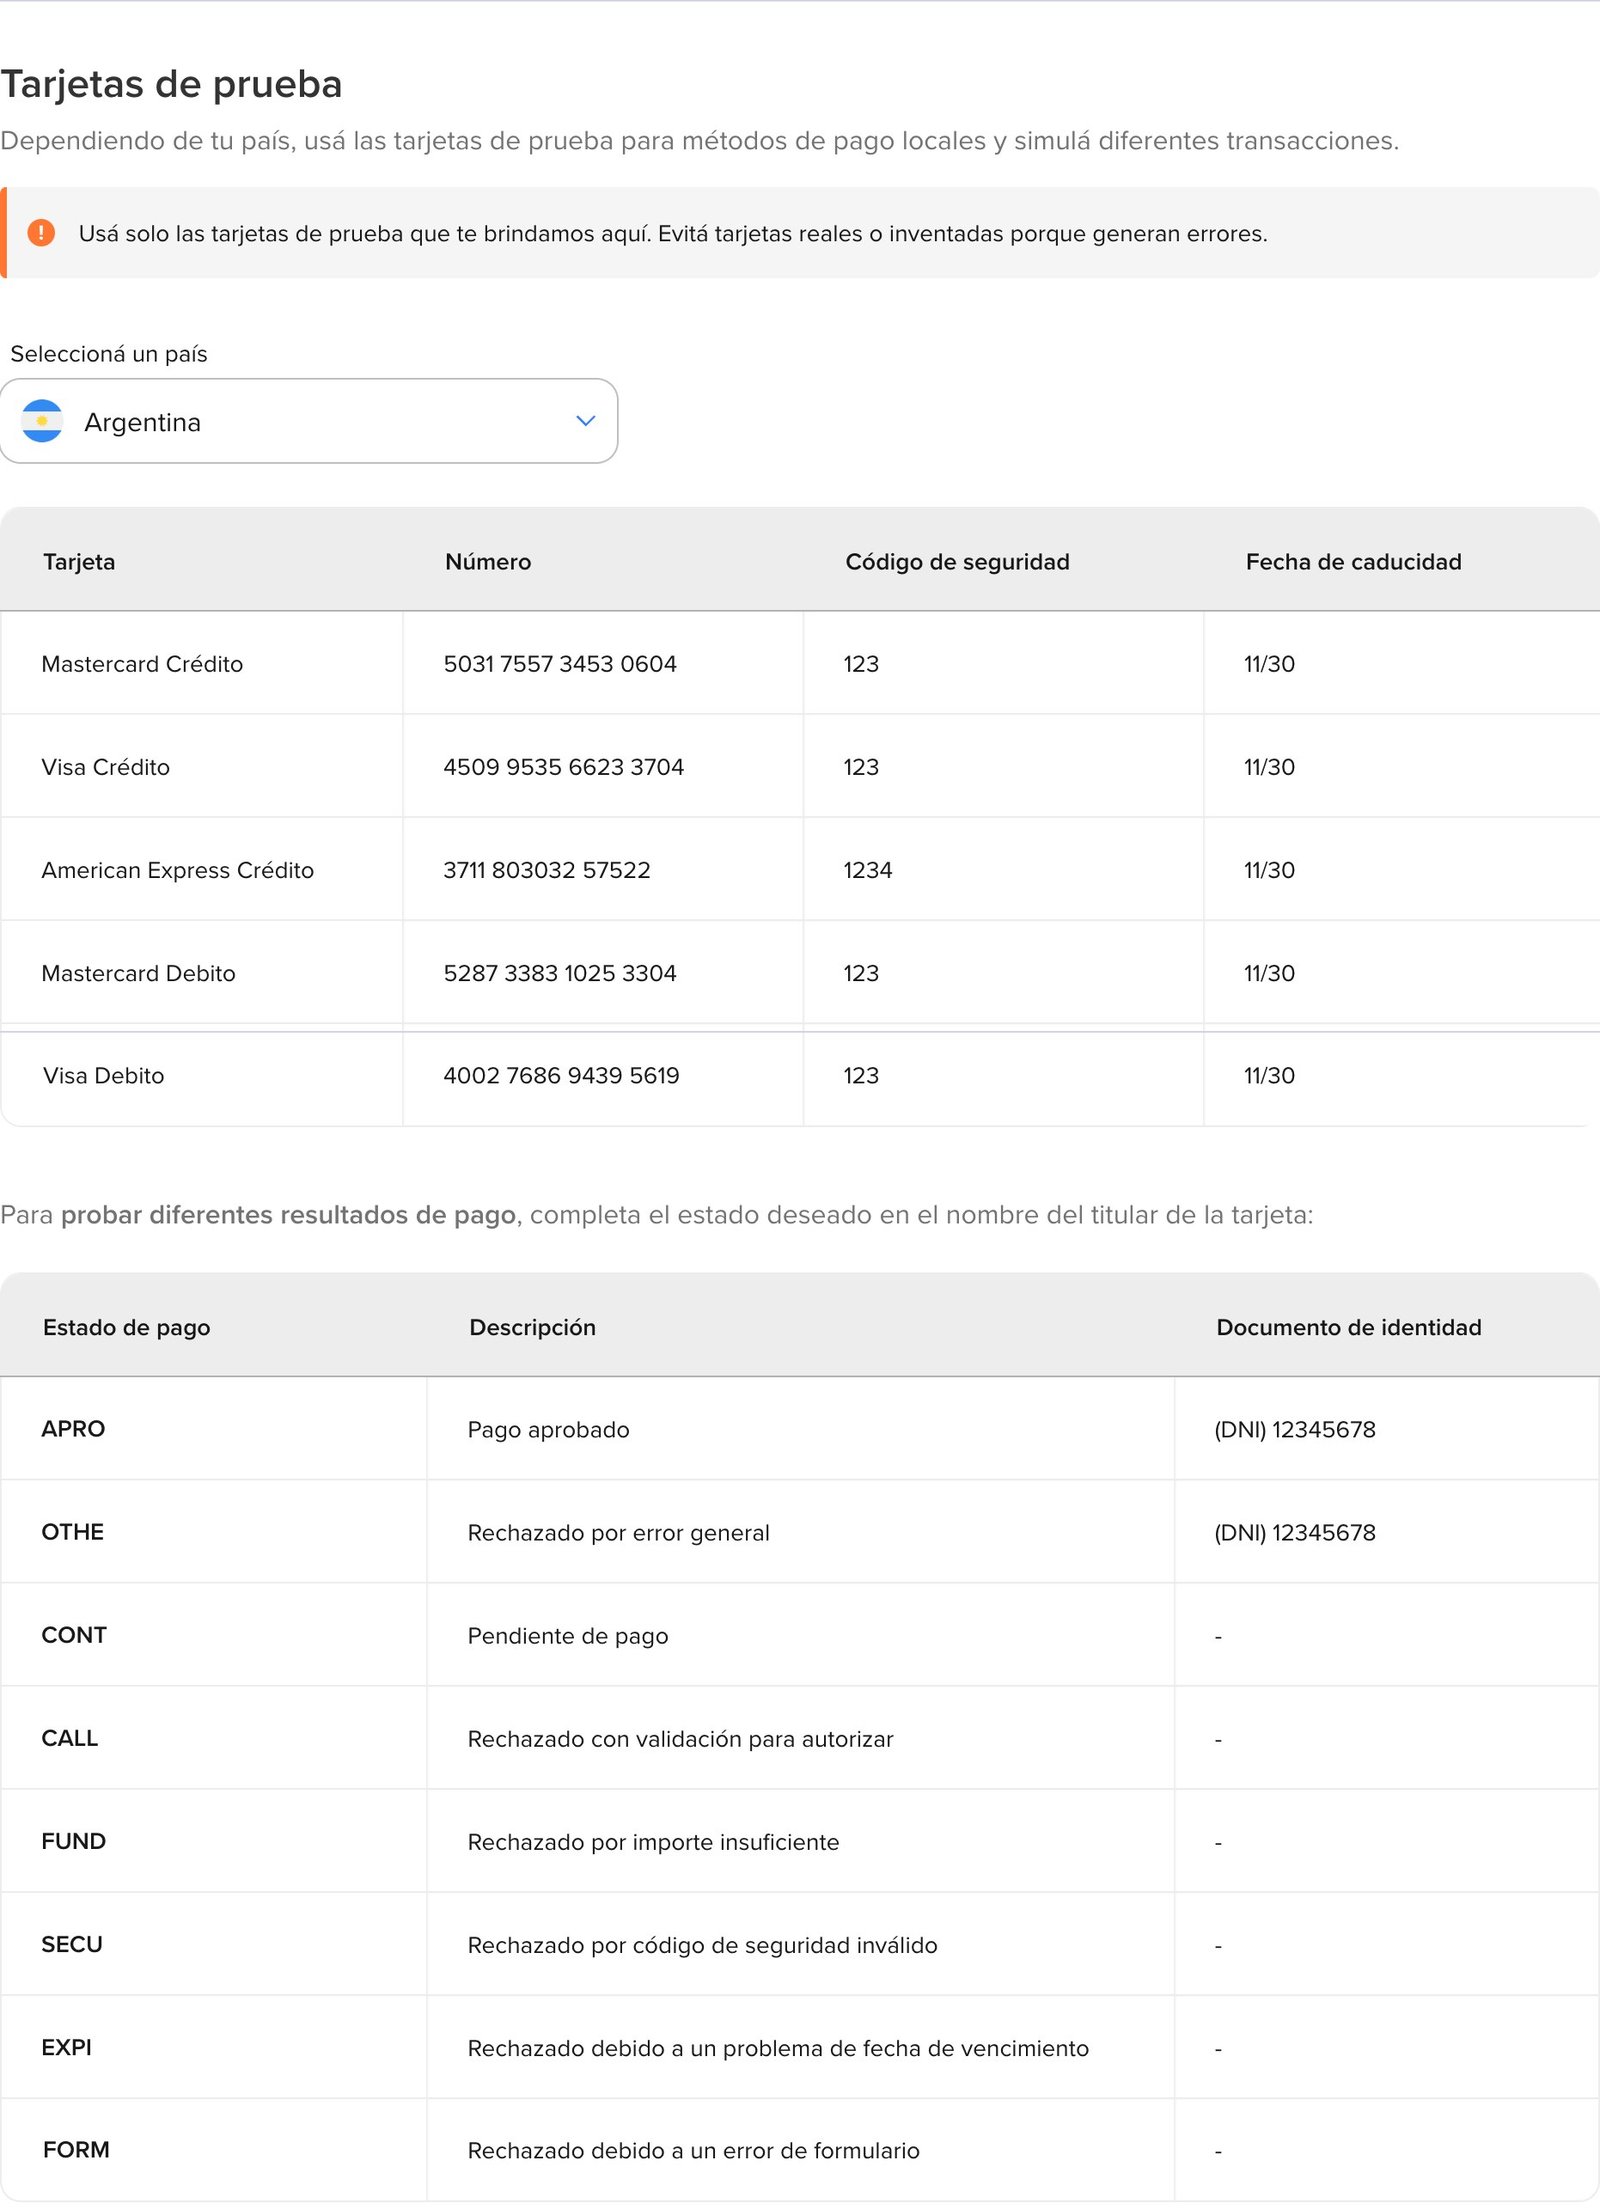 Tarjetas de prueba
Dependiendo de tu país, usá las tarjetas de prueba para métodos de pago locales y simulá diferentes transacciones.
Usá solo las tarjetas de prueba que te brindamos aquí. Evitá tarjetas reales o inventadas porque generan errores.
Seleccioná un país
Argentina
Tarjeta Número Código de seguridad Fecha de caducidad
Mastercard Crédito 5031 7557 3453 0604 123 11/30
Visa Crédito 4509 9535 6623 3704 123 11/30
American Express Crédito 3711 803032 57522 1234 11/30
Mastercard Debito 5287 3383 1025 3304 123 11/30
Visa Debito 4002 7686 9439 5619 123 11/30
Para probar diferentes resultados de pago, completa el estado deseado en el nombre del titular de la tarjeta:
Estado de pago Descripción Documento de identidad
APRO Pago aprobado (DNI) 12345678
OTHE Rechazado por error general (DNI) 12345678
CONT Pendiente de pago -
CALL Rechazado con validación para autorizar -
FUND Rechazado por importe insuficiente -
SECU Rechazado por código de seguridad inválido -
EXPI Rechazado debido a un problema de fecha de vencimiento -
FORM Rechazado debido a un error de formulario -